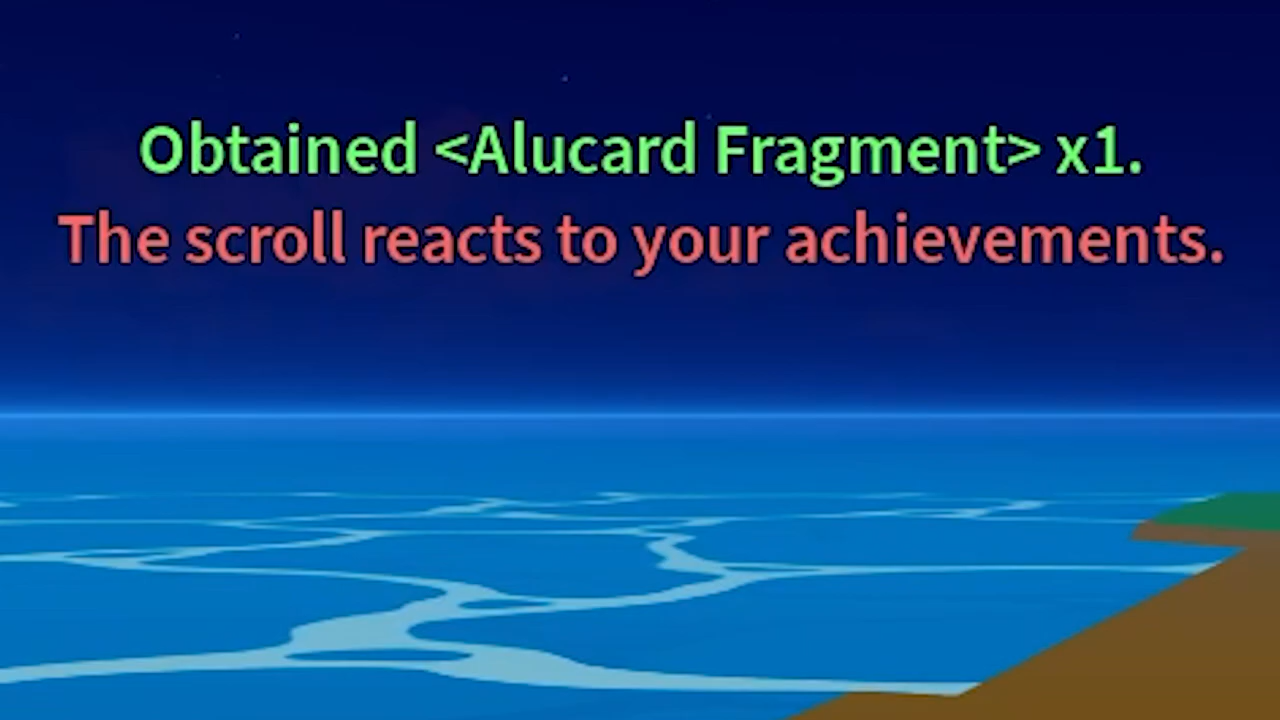 Obtained <Alucard Fragment> x1.
The scroll reacts to your achievements.